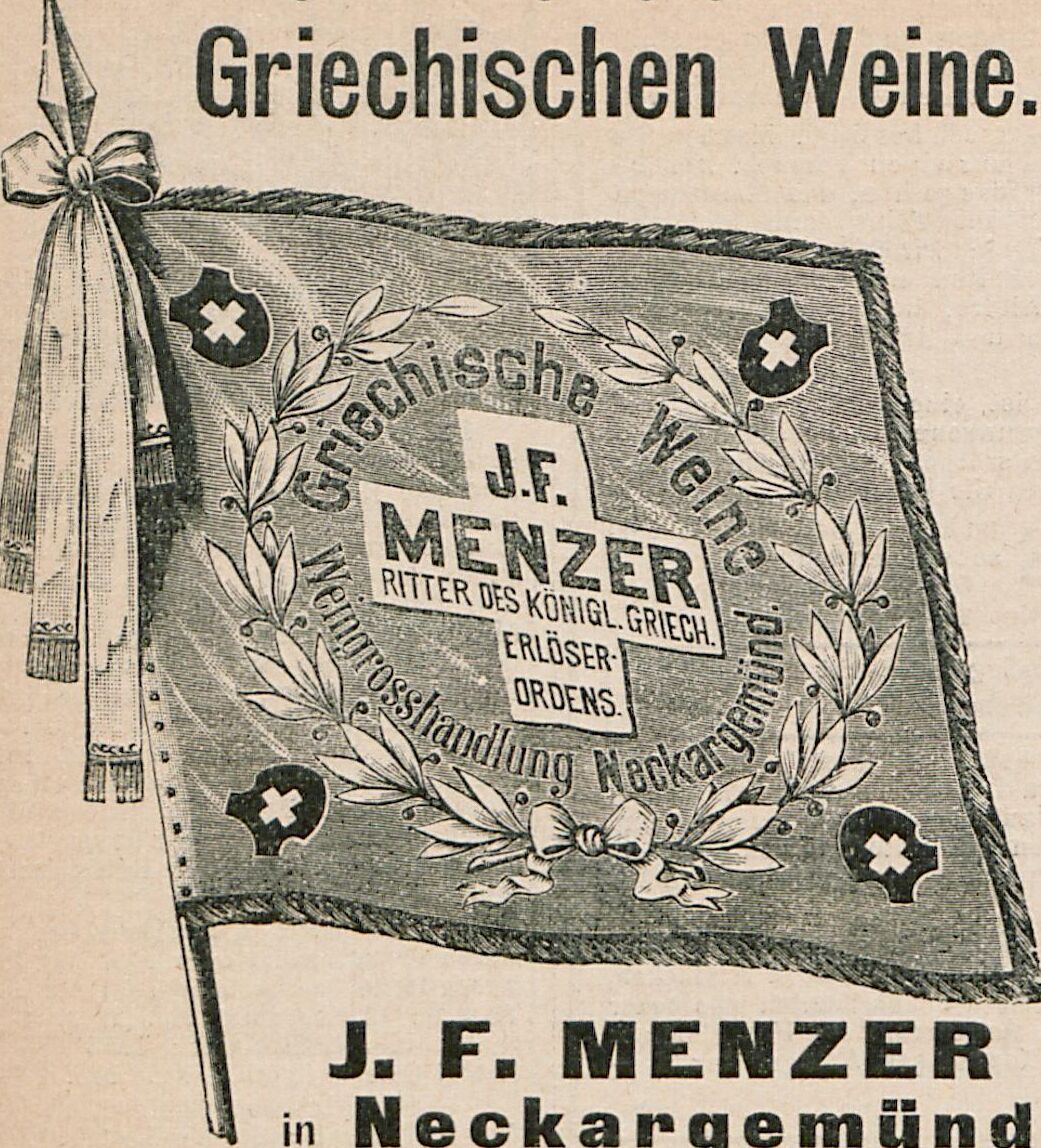 Griechischen Weine.
Griechische Weine
J.F.
MENZER
RITTER DES KÖNIGL. GRIECH.
ERLÖSER-
ORDENS.
Weingrosshandlung Neckargemünd.
J. F. MENZER
in Neckargemünd